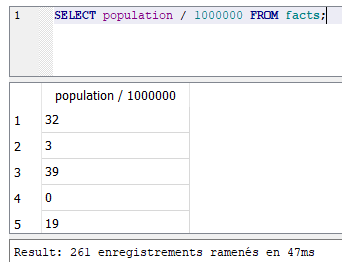 1 SELECT population / 1000000 FROM facts;
population / 1000000
1 32
2 3
3 39
4 0
5 19
Result: 261 enregistrements ramenés en 47ms